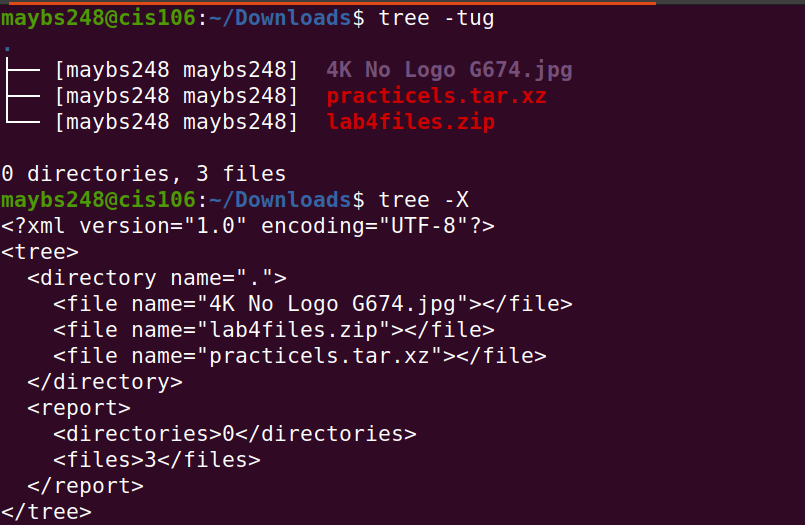 maybs248@cis106:~/Downloads$ tree -tug
.
├── [maybs248 maybs248]  4K No Logo G674.jpg
├── [maybs248 maybs248]  practicels.tar.xz
└── [maybs248 maybs248]  lab4files.zip

0 directories, 3 files
maybs248@cis106:~/Downloads$ tree -X
<?xml version="1.0" encoding="UTF-8"?>
<tree>
  <directory name=".">
    <file name="4K No Logo G674.jpg"></file>
    <file name="lab4files.zip"></file>
    <file name="practicels.tar.xz"></file>
  </directory>
  <report>
    <directories>0</directories>
    <files>3</files>
  </report>
</tree>